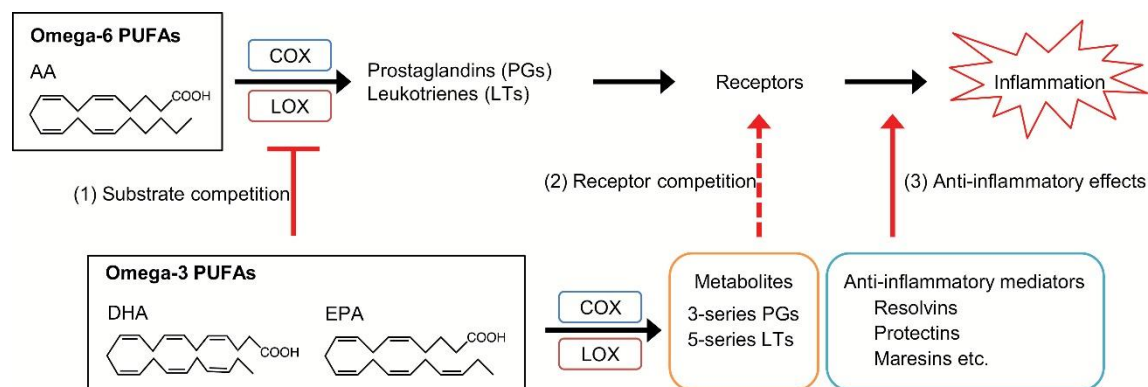 Omega-6 PUFAs
AA
COOH
COX
LOX
Prostaglandins (PGs)
Leukotrienes (LTs)
Receptors
Inflammation
(1) Substrate competition
(2) Receptor competition
(3) Anti-inflammatory effects
Omega-3 PUFAs
DHA
COOH
EPA
COOH
COX
LOX
Metabolites
3-series PGs
5-series LTs
Anti-inflammatory mediators
Resolvins
Protectins
Maresins etc.